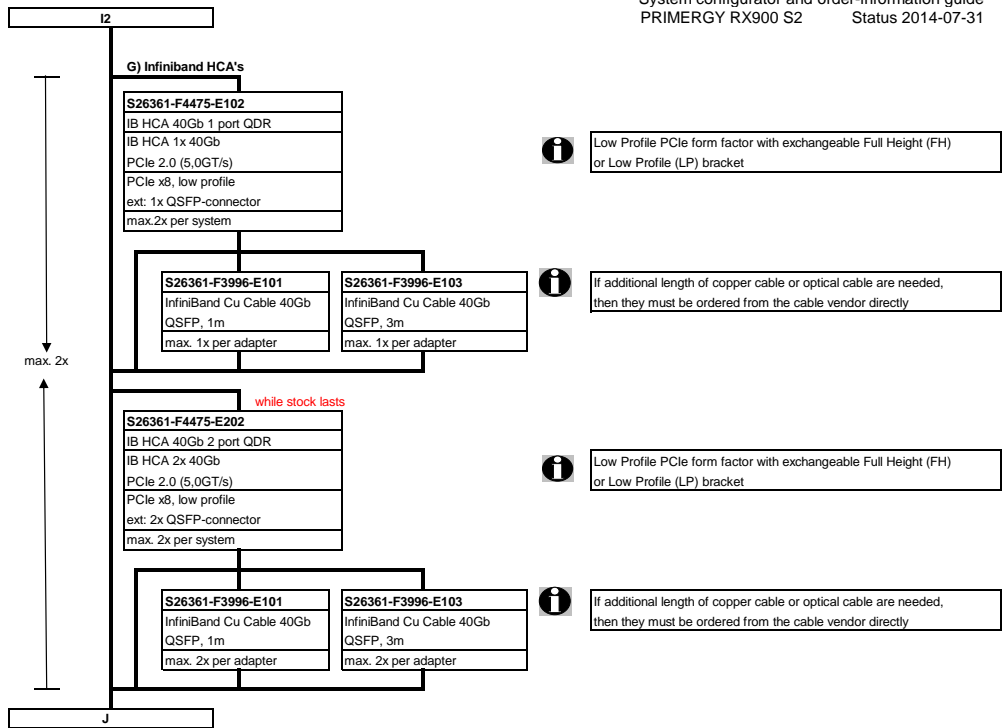 System configurator and order-information guide
PRIMERGY RX900 S2 Status 2014-07-31
I2
G) Infiniband HCA's
S26361-F4475-E102
IB HCA 40Gb 1 port QDR
IB HCA 1x 40Gb
PCIe 2.0 (5,0GT/s)
PCIe x8, low profile
ext: 1x QSFP-connector
max.2x per system
Low Profile PCIe form factor with exchangeable Full Height (FH)
or Low Profile (LP) bracket
S26361-F3996-E101
InfiniBand Cu Cable 40Gb
QSFP, 1m
max. 1x per adapter
S26361-F3996-E103
InfiniBand Cu Cable 40Gb
QSFP, 3m
max. 1x per adapter
If additional length of copper cable or optical cable are needed,
then they must be ordered from the cable vendor directly
max. 2x
while stock lasts
S26361-F4475-E202
IB HCA 40Gb 2 port QDR
IB HCA 2x 40Gb
PCIe 2.0 (5,0GT/s)
PCIe x8, low profile
ext: 2x QSFP-connector
max. 2x per system
Low Profile PCIe form factor with exchangeable Full Height (FH)
or Low Profile (LP) bracket
S26361-F3996-E101
InfiniBand Cu Cable 40Gb
QSFP, 1m
max. 2x per adapter
S26361-F3996-E103
InfiniBand Cu Cable 40Gb
QSFP, 3m
max. 2x per adapter
If additional length of copper cable or optical cable are needed,
then they must be ordered from the cable vendor directly
J